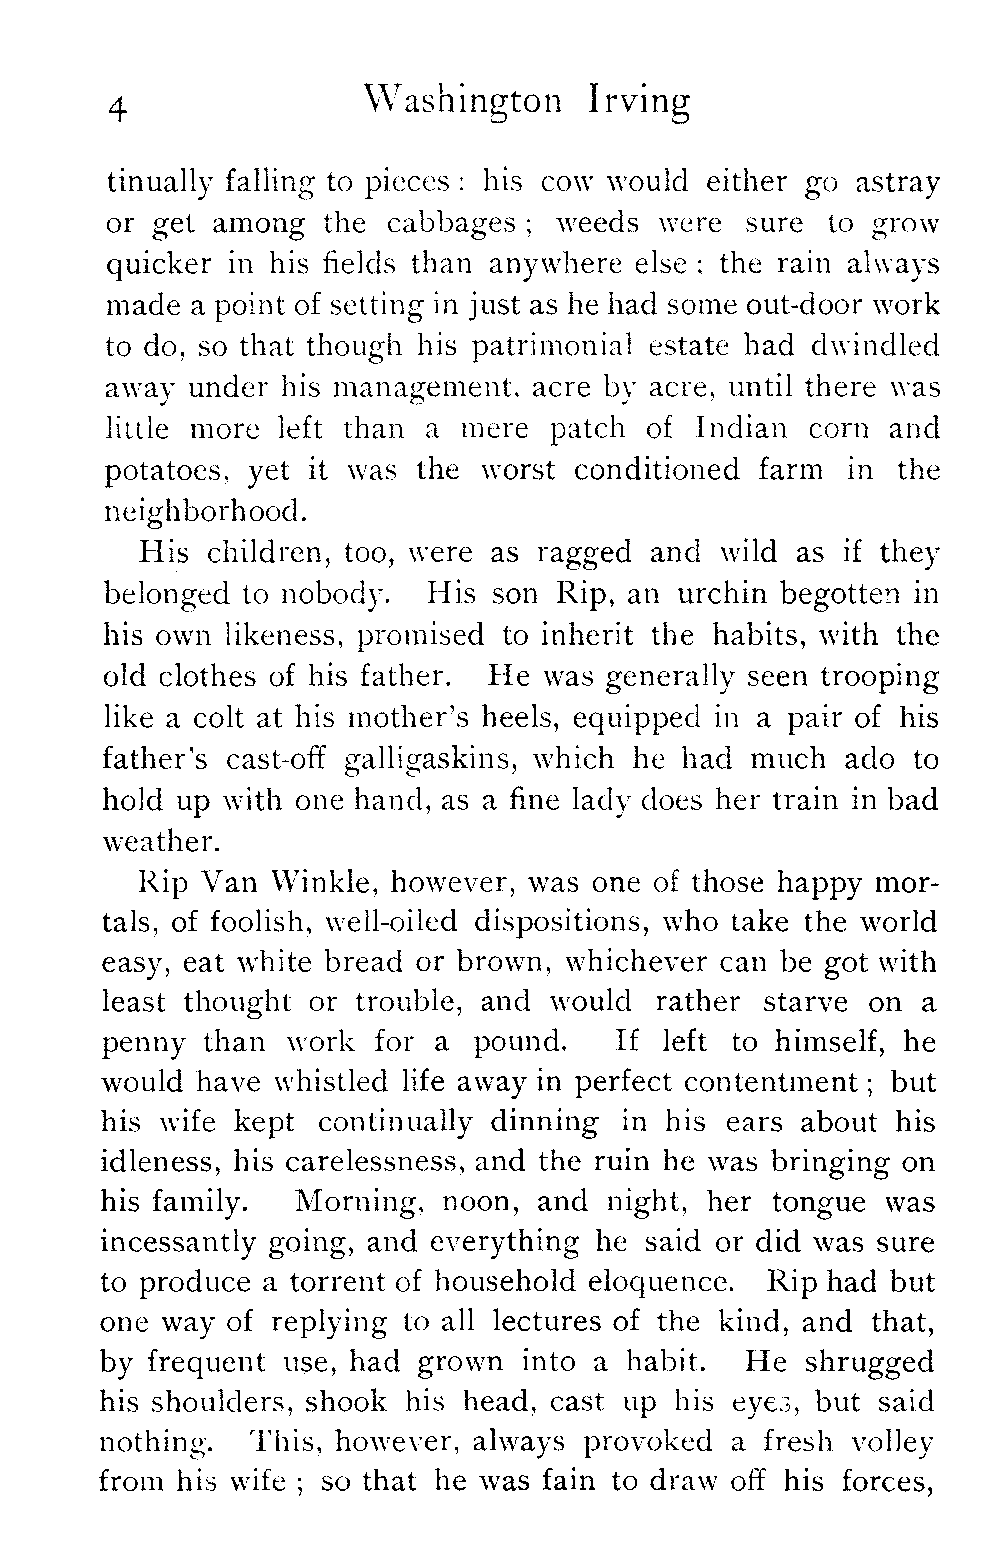 4 Washington Irving
tinually falling to pieces : his cow would either go astray
or get among the cabbages ; weeds were sure to grow
quicker in his fields than anywhere else : the rain always
made a point of setting in just as he had some out-door work
to do, so that though his patrimonial estate had dwindled
away under his management, acre by acre, until there was
little more left than a mere patch of Indian corn and
potatoes, yet it was the worst conditioned farm in the
neighborhood.
His children, too, were as ragged and wild as if they
belonged to nobody. His son Rip, an urchin begotten in
his own likeness, promised to inherit the habits, with the
old clothes of his father. He was generally seen trooping
like a colt at his mother's heels, equipped in a pair of his
father's cast-off galligaskins, which he had much ado to
hold up with one hand, as a fine lady does her train in bad
weather.
Rip Van Winkle, however, was one of those happy mor-
tals, of foolish, well-oiled dispositions, who take the world
easy, eat white bread or brown, whichever can be got with
least thought or trouble, and would rather starve on a
penny than work for a pound. If left to himself, he
would have whistled life away in perfect contentment ; but
his wife kept continually dinning in his ears about his
idleness, his carelessness, and the ruin he was bringing on
his family. Morning, noon, and night, her tongue was
incessantly going, and everything he said or did was sure
to produce a torrent of household eloquence. Rip had but
one way of replying to all lectures of the kind, and that,
by frequent use, had grown into a habit. He shrugged
his shoulders, shook his head, cast up his eyes, but said
nothing. This, however, always provoked a fresh volley
from his wife ; so that he was fain to draw off his forces,